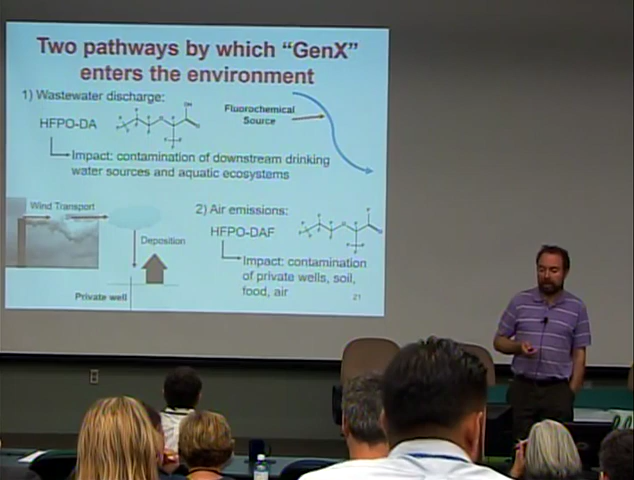 Two pathways by which “GenX”
enters the environment
1) Wastewater discharge:
HFPO-DA
OH
Fluorochemical
Source
Impact: contamination of downstream drinking
water sources and aquatic ecosystems
Wind Transport
Deposition
Private well
2) Air emissions:
HFPO-DAF
Impact: contamination
of private wells, soil,
food, air
21